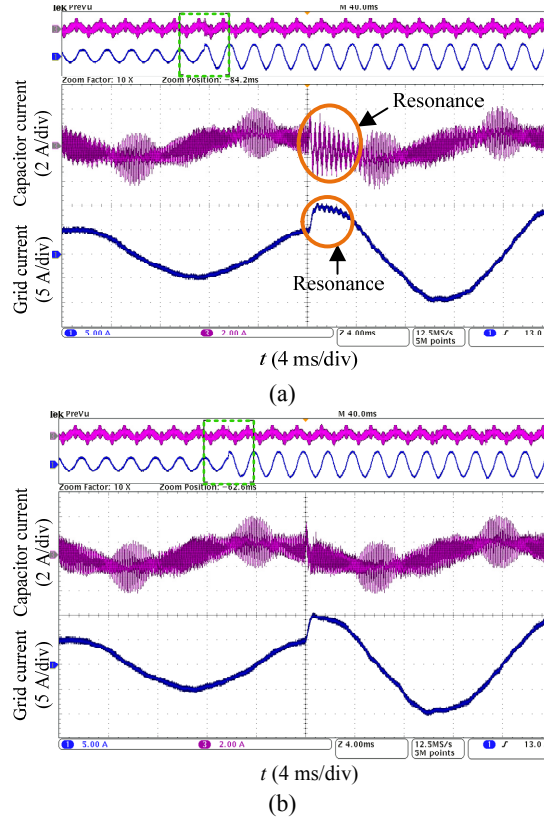 Tek PreVu M 40.0ms
Zoom Factor: 10 X Zoom Position: -84.2ms
Capacitor current
(2 A/div)
Resonance
Grid current
(5 A/div)
Resonance
1 5.00 A 3 2.00 A Z 4.00ms 12.5MS/s 1 13.0
5M points
t (4 ms/div)
(a)
Tek PreVu M 40.0ms
Zoom Factor: 10 X Zoom Position: -62.6ms
Capacitor current
(2 A/div)
Grid current
(5 A/div)
1 5.00 A 3 2.00 A Z 4.00ms 12.5MS/s 1 13.0
5M points
t (4 ms/div)
(b)